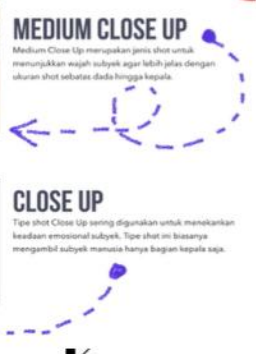 MEDIUM CLOSE UP
Medium Close Up merupakan jenis shot untuk
menunjukkan wajah subyek agar lebih jelas dengan
ukuran shot sebatas dada hingga kepala.
CLOSE UP
Tipe shot Close Up sering digunakan untuk menekankan
keadaan emosional subyek. Tipe shot ini biasanya
mengambil subyek manusia hanya bagian kepala saja.